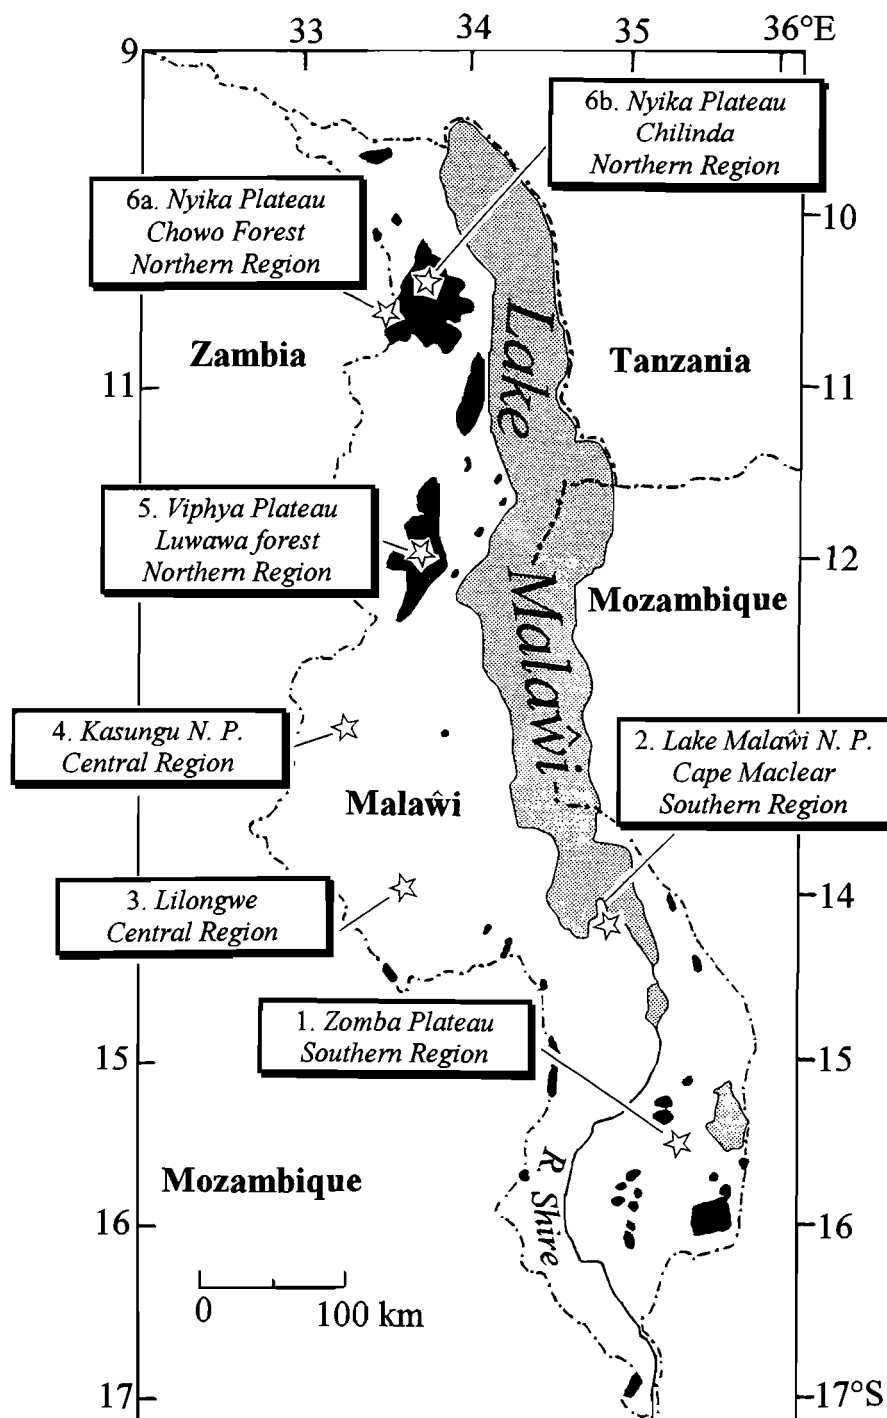 33
34
35
36°E
9
6b. Nyika Plateau
Chilinda
Northern Region
6a. Nyika Plateau
Chowo Forest
Northern Region
10
Zambia
Lake
Tanzania
11
11
5. Viphya Plateau
Luwawa forest
Northern Region
12
Malaŵi
Mozambique
4. Kasungu N. P.
Central Region
2. Lake Malaŵi N. P.
Cape Maclear
Southern Region
Malaŵi
3. Lilongwe
Central Region
14
1. Zomba Plateau
Southern Region
15
15
Mozambique
R. Shire
16
16
0
100 km
17
17°S